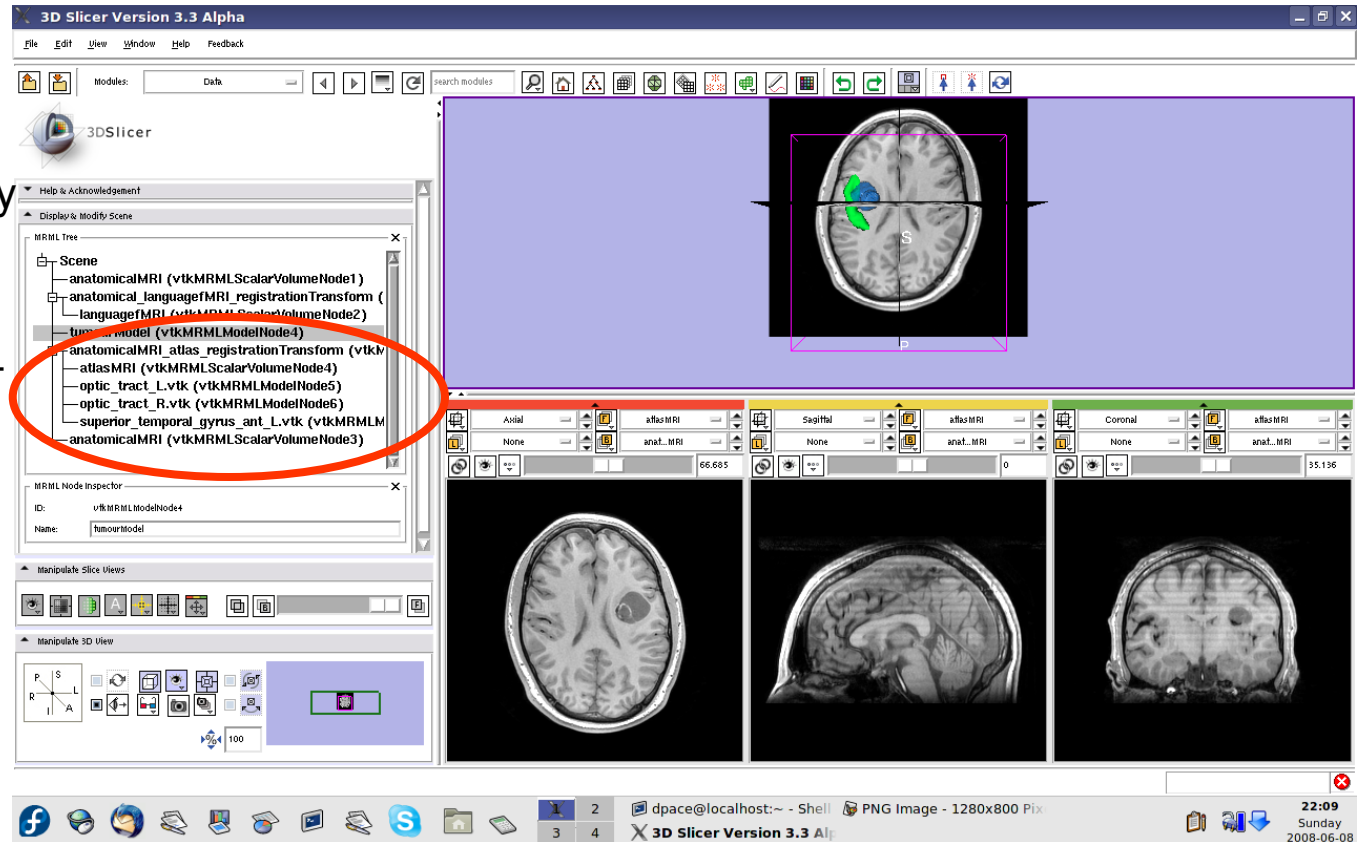 3D Slicer Version 3.3 Alpha
File Edit View Window Help Feedback
Modules: Data search modules
3DSlicer
y
Help & Acknowledgement
Display & Modify Scene
MRML Tree
Scene
anatomicalMRI (vtkMRMLScalarVolumeNode1)
anatomical_languagefMRI_registrationTransform (
languagefMRI (vtkMRMLScalarVolumeNode2)
tumourModel (vtkMRMLModelNode4)
anatomicalMRI_atlas_registrationTransform (vtkM
atlasMRI (vtkMRMLScalarVolumeNode4)
optic_tract_L.vtk (vtkMRMLModelNode5)
optic_tract_R.vtk (vtkMRMLModelNode6)
superior_temporal_gyrus_ant_L.vtk (vtkMRMLM
anatomicalMRI (vtkMRMLScalarVolumeNode3)
MRML Node Inspector
ID: vtkMRMLModelNode4
Name: tumourModel
Manipulate Slice Views
A B F
Manipulate 3D View
P S
R L
I A
% 100
S
P
Axial F atlasMRI
L None B anat...MRI
66.685
Sagittal F atlasMRI
L None B anat...MRI
0
Coronal F atlasMRI
L None B anat...MRI
35.136
1 2
3 4
dpace@localhost:~ - Shell
PNG Image - 1280x800 Pix
3D Slicer Version 3.3 Alp
22:09
Sunday
2008-06-08